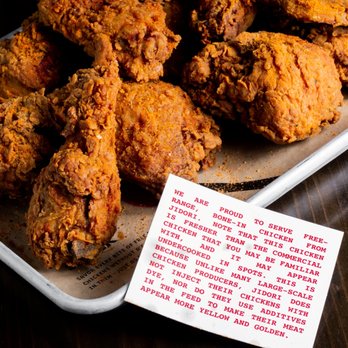 WE ARE PROUD TO SERVE FREE-
RANGE, BONE-IN CHICKEN FROM
JIDORI. NOTE THAT THIS CHICKEN
IS FRESHER THAN THE COMMERCIAL
CHICKEN THAT YOU MAY BE FAMILIAR
WITH, AND SO IT MAY APPEAR
UNDERCOOKED IN SPOTS. THIS IS
BECAUSE UNLIKE MANY LARGE-SCALE
CHICKEN PRODUCERS, JIDORI DOES
NOT INJECT THEIR CHICKENS WITH
DYE, NOR DO THEY USE ADDITIVES
IN THE FEED TO MAKE THEIR MEAT
APPEAR MORE YELLOW AND GOLDEN.